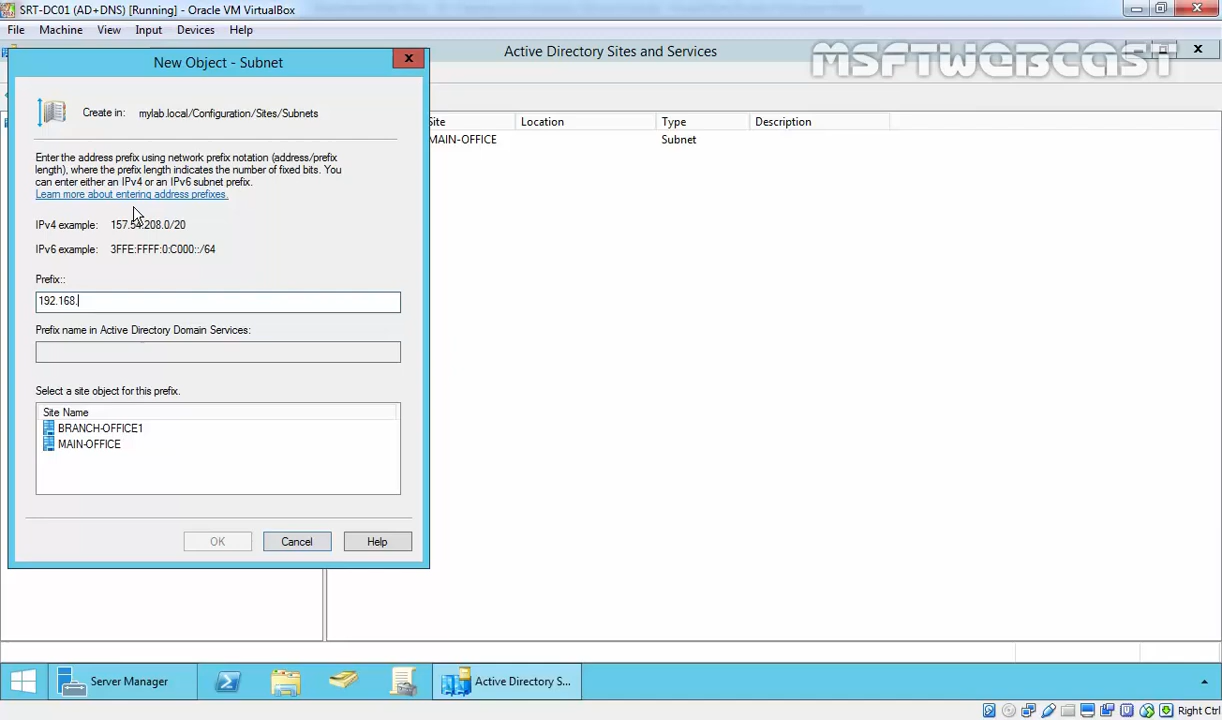 SRT-DC01 (AD+DNS) [Running] - Oracle VM VirtualBox
File Machine View Input Devices Help
Active Directory Sites and Services
MSFTWEBCAST
New Object - Subnet
Create in: mylab.local/Configuration/Sites/Subnets
Site Location Type Description
MAIN-OFFICE Subnet
Enter the address prefix using network prefix notation (address/prefix
length), where the prefix length indicates the number of fixed bits. You
can enter either an IPv4 or an IPv6 subnet prefix.
Learn more about entering address prefixes.
IPv4 example: 157.54.208.0/20
IPv6 example: 3FFE:FFFF:0:C000::/64
Prefix::
192.168.
Prefix name in Active Directory Domain Services:
Select a site object for this prefix.
Site Name
BRANCH-OFFICE1
MAIN-OFFICE
OK Cancel Help
Server Manager
Active Directory S...
Right Ctrl